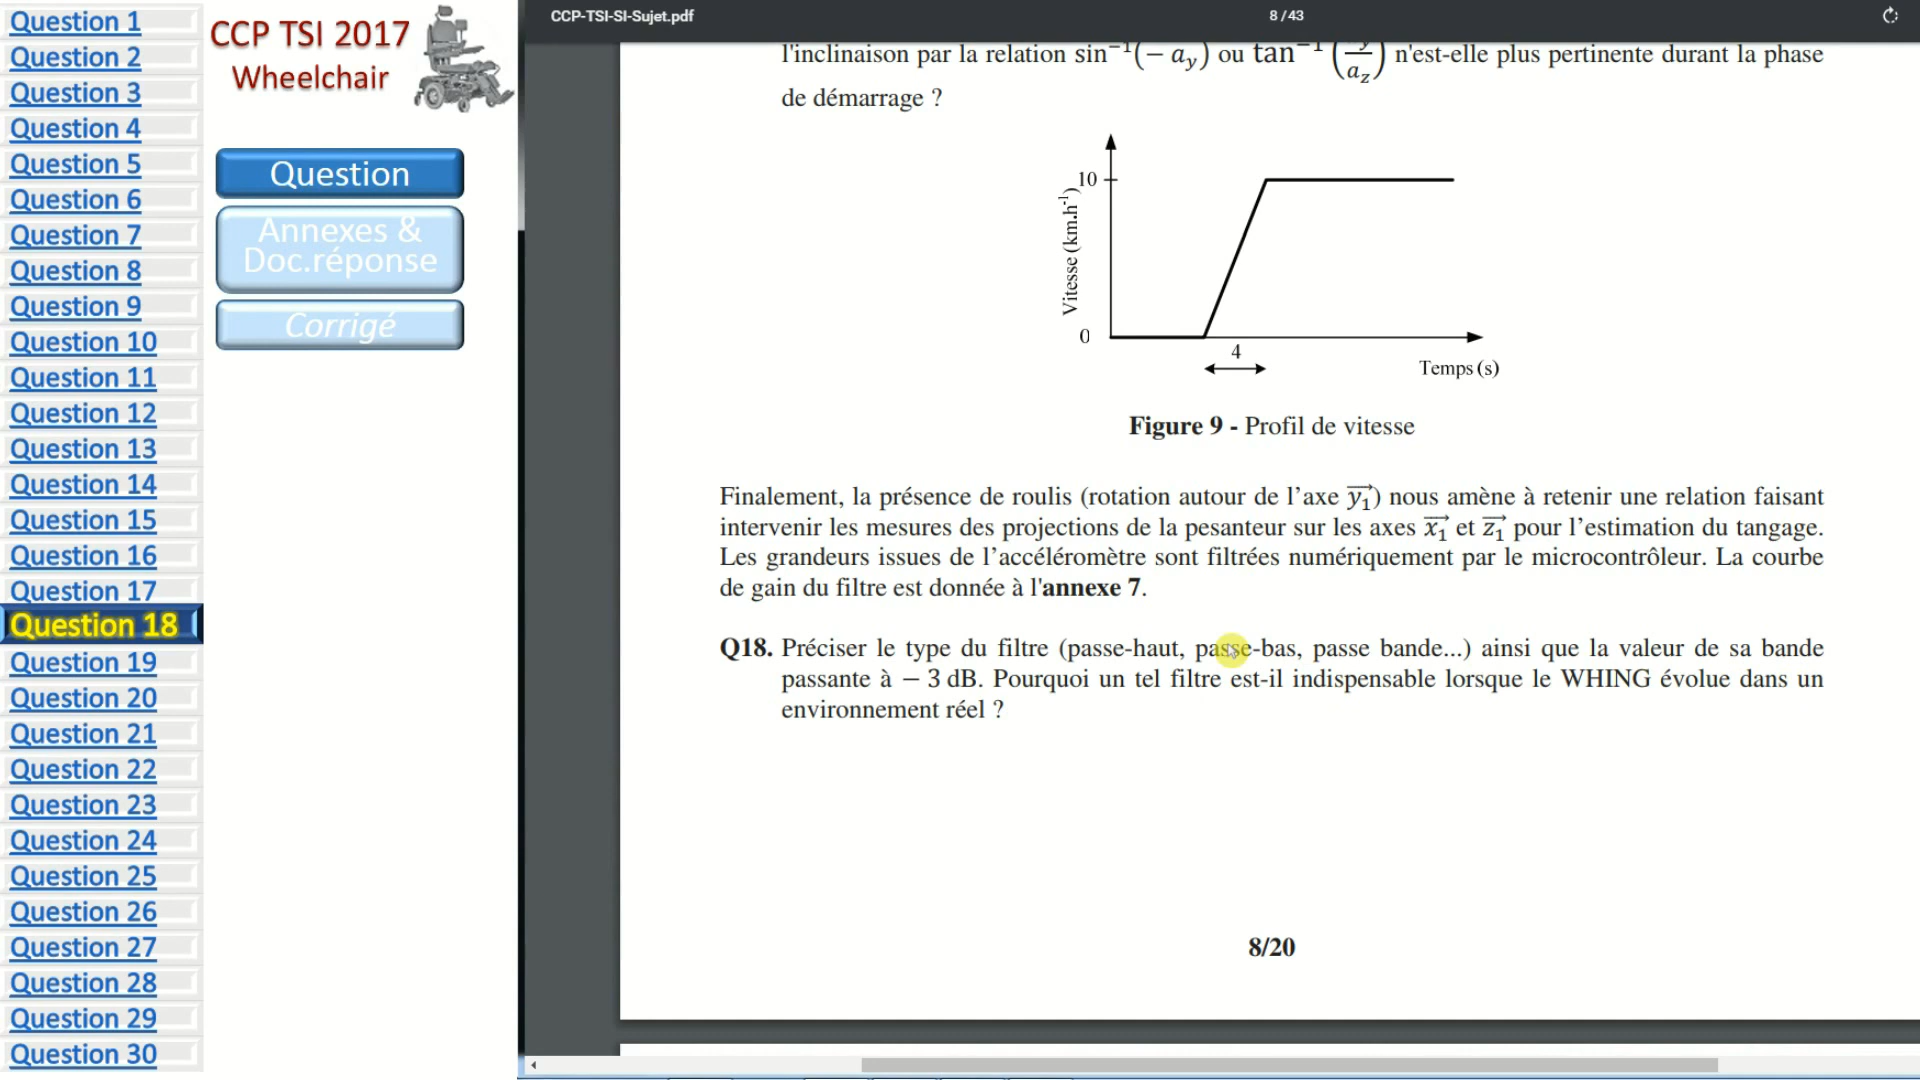 Question 1
Question 2
Question 3
Question 4
Question 5
Question 6
Question 7
Question 8
Question 9
Question 10
Question 11
Question 12
Question 13
Question 14
Question 15
Question 16
Question 17
Question 18
Question 19
Question 20
Question 21
Question 22
Question 23
Question 24
Question 25
Question 26
Question 27
Question 28
Question 29
Question 30
CCP TSI 2017
Wheelchair
Question
Annexes &
Doc.réponse
Corrigé
CCP-TSI-SI-Sujet.pdf
8 / 43
l'inclinaison par la relation sin⁻¹(− a_y) ou tan⁻¹ (―/a_z) n'est-elle plus pertinente durant la phase
de démarrage ?
10
Vitesse (km.h⁻¹)
0
4
Temps (s)
Figure 9 - Profil de vitesse
Finalement, la présence de roulis (rotation autour de l’axe y₁→) nous amène à retenir une relation faisant
intervenir les mesures des projections de la pesanteur sur les axes x₁→ et z₁→ pour l’estimation du tangage.
Les grandeurs issues de l’accéléromètre sont filtrées numériquement par le microcontrôleur. La courbe
de gain du filtre est donnée à l'annexe 7.
Q18. Préciser le type du filtre (passe-haut, passe-bas, passe bande...) ainsi que la valeur de sa bande
passante à − 3 dB. Pourquoi un tel filtre est-il indispensable lorsque le WHING évolue dans un
environnement réel ?
8/20